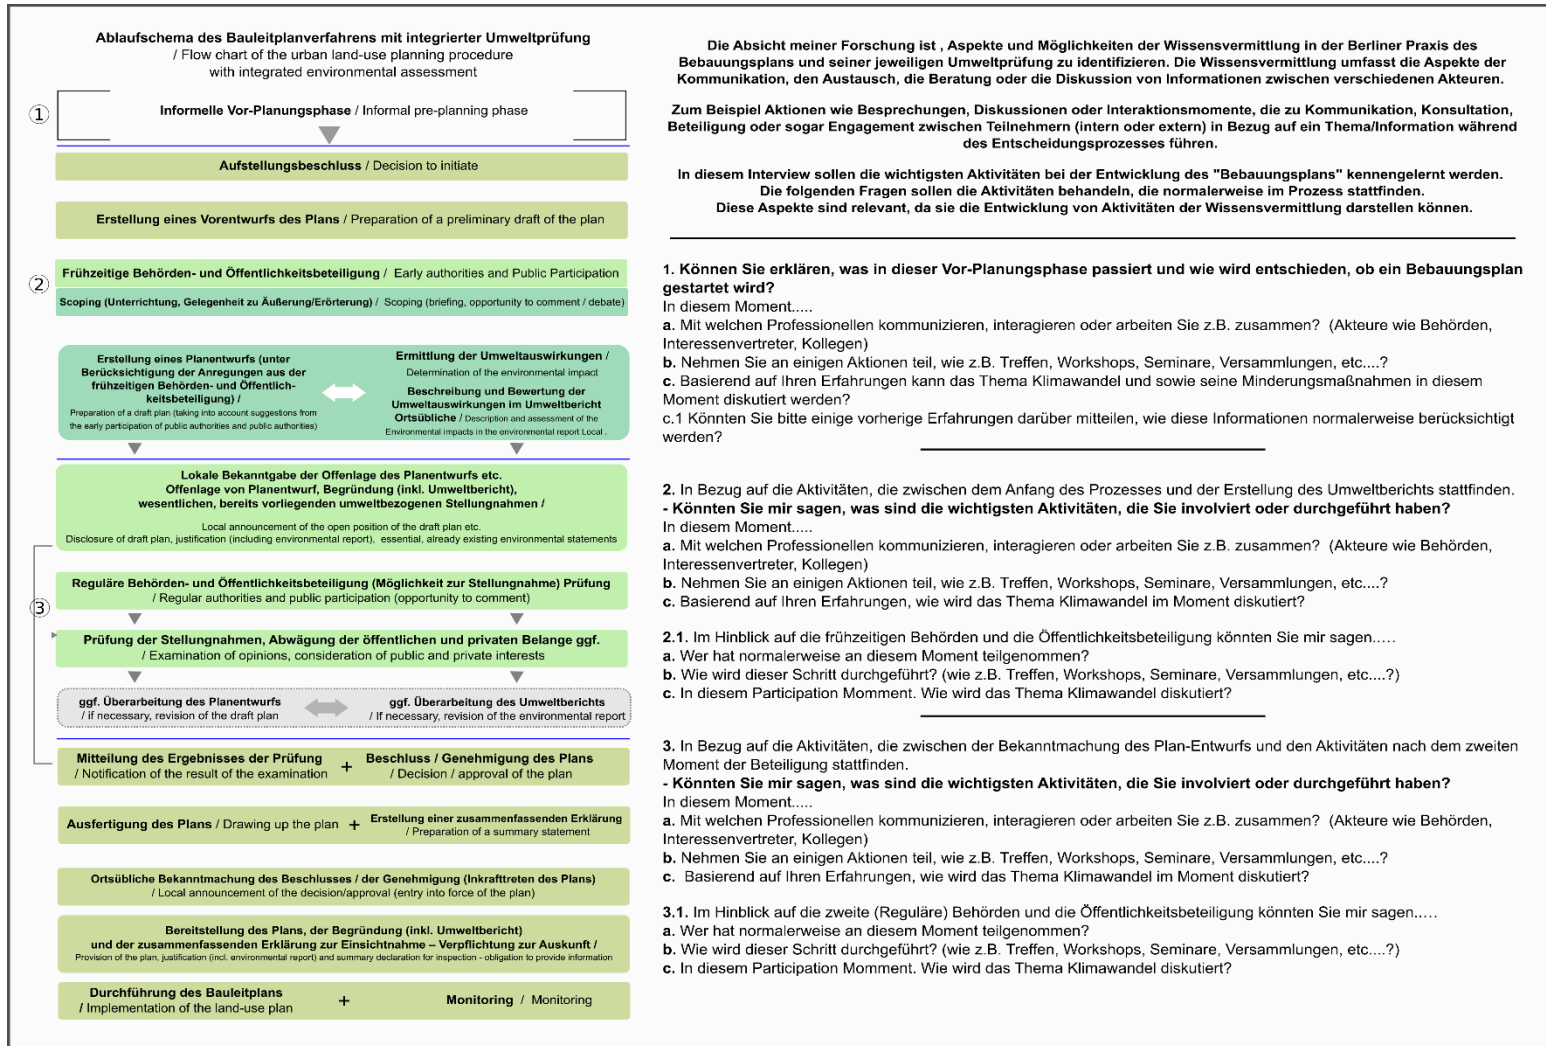 Ablaufschema des Bauleitplanverfahrens mit integrierter Umweltprüfung
/ Flow chart of the urban land-use planning procedure
with integrated environmental assessment
1
Informelle Vor-Planungsphase / Informal pre-planning phase
Aufstellungsbeschluss / Decision to initiate
Erstellung eines Vorentwurfs des Plans / Preparation of a preliminary draft of the plan
2
Frühzeitige Behörden- und Öffentlichkeitsbeteiligung / Early authorities and Public Participation
Scoping (Unterrichtung, Gelegenheit zu Äußerung/Erörterung) / Scoping (briefing, opportunity to comment / debate)
Erstellung eines Planentwurfs (unter
Berücksichtigung der Anregungen aus der
frühzeitigen Behörden- und Öffentlich-
keitsbeteiligung) /
Preparation of a draft plan (taking into account suggestions from
the early participation of public authorities and public authorities)
Ermittlung der Umweltauswirkungen /
Determination of the environmental impact
Beschreibung und Bewertung der
Umweltauswirkungen im Umweltbericht
Ortsübliche / Description and assessment of the
Environmental impacts in the environmental report Local .
Lokale Bekanntgabe der Offenlage des Planentwurfs etc.
Offenlage von Planentwurf, Begründung (inkl. Umweltbericht),
wesentlichen, bereits vorliegenden umweltbezogenen Stellungnahmen /
Local announcement of the open position of the draft plan etc.
Disclosure of draft plan, justification (including environmental report), essential, already existing environmental statements
3
Reguläre Behörden- und Öffentlichkeitsbeteiligung (Möglichkeit zur Stellungnahme) Prüfung
/ Regular authorities and public participation (opportunity to comment)
Prüfung der Stellungnahmen, Abwägung der öffentlichen und privaten Belange ggf.
/ Examination of opinions, consideration of public and private interests
ggf. Überarbeitung des Planentwurfs
/ if necessary, revision of the draft plan
ggf. Überarbeitung des Umweltberichts
/ If necessary, revision of the environmental report
Mitteilung des Ergebnisses der Prüfung
/ Notification of the result of the examination
+
Beschluss / Genehmigung des Plans
/ Decision / approval of the plan
Ausfertigung des Plans / Drawing up the plan
+
Erstellung einer zusammenfassenden Erklärung
/ Preparation of a summary statement
Ortsübliche Bekanntmachung des Beschlusses / der Genehmigung (Inkrafttreten des Plans)
/ Local announcement of the decision/approval (entry into force of the plan)
Bereitstellung des Plans, der Begründung (inkl. Umweltbericht)
und der zusammenfassenden Erklärung zur Einsichtnahme – Verpflichtung zur Auskunft /
Provision of the plan, justification (incl. environmental report) and summary declaration for inspection - obligation to provide information
Durchführung des Bauleitplans
/ Implementation of the land-use plan
+
Monitoring / Monitoring
Die Absicht meiner Forschung ist , Aspekte und Möglichkeiten der Wissensvermittlung in der Berliner Praxis des
Bebauungsplans und seiner jeweiligen Umweltprüfung zu identifizieren. Die Wissensvermittlung umfasst die Aspekte der
Kommunikation, den Austausch, die Beratung oder die Diskussion von Informationen zwischen verschiedenen Akteuren.
Zum Beispiel Aktionen wie Besprechungen, Diskussionen oder Interaktionsmomente, die zu Kommunikation, Konsultation,
Beteiligung oder sogar Engagement zwischen Teilnehmern (intern oder extern) in Bezug auf ein Thema/Information während
des Entscheidungsprozesses führen.
In diesem Interview sollen die wichtigsten Aktivitäten bei der Entwicklung des "Bebauungsplans" kennengelernt werden.
Die folgenden Fragen sollen die Aktivitäten behandeln, die normalerweise im Prozess stattfinden.
Diese Aspekte sind relevant, da sie die Entwicklung von Aktivitäten der Wissensvermittlung darstellen können.
1. Können Sie erklären, was in dieser Vor-Planungsphase passiert und wie wird entschieden, ob ein Bebauungsplan
gestartet wird?
In diesem Moment.....
a. Mit welchen Professionellen kommunizieren, interagieren oder arbeiten Sie z.B. zusammen? (Akteure wie Behörden,
Interessenvertreter, Kollegen)
b. Nehmen Sie an einigen Aktionen teil, wie z.B. Treffen, Workshops, Seminare, Versammlungen, etc....?
c. Basierend auf Ihren Erfahrungen kann das Thema Klimawandel und sowie seine Minderungsmaßnahmen in diesem
Moment diskutiert werden?
c.1 Könnten Sie bitte einige vorherige Erfahrungen darüber mitteilen, wie diese Informationen normalerweise berücksichtigt
werden?
2. In Bezug auf die Aktivitäten, die zwischen dem Anfang des Prozesses und der Erstellung des Umweltberichts stattfinden.
- Könnten Sie mir sagen, was sind die wichtigsten Aktivitäten, die Sie involviert oder durchgeführt haben?
In diesem Moment.....
a. Mit welchen Professionellen kommunizieren, interagieren oder arbeiten Sie z.B. zusammen? (Akteure wie Behörden,
Interessenvertreter, Kollegen)
b. Nehmen Sie an einigen Aktionen teil, wie z.B. Treffen, Workshops, Seminare, Versammlungen, etc....?
c. Basierend auf Ihren Erfahrungen, wie wird das Thema Klimawandel im Moment diskutiert?
2.1. Im Hinblick auf die frühzeitigen Behörden und die Öffentlichkeitsbeteiligung könnten Sie mir sagen.....
a. Wer hat normalerweise an diesem Moment teilgenommen?
b. Wie wird dieser Schritt durchgeführt? (wie z.B. Treffen, Workshops, Seminare, Versammlungen, etc....?)
c. In diesem Participation Momment. Wie wird das Thema Klimawandel diskutiert?
3. In Bezug auf die Aktivitäten, die zwischen der Bekanntmachung des Plan-Entwurfs und den Aktivitäten nach dem zweiten
Moment der Beteiligung stattfinden.
- Könnten Sie mir sagen, was sind die wichtigsten Aktivitäten, die Sie involviert oder durchgeführt haben?
In diesem Moment.....
a. Mit welchen Professionellen kommunizieren, interagieren oder arbeiten Sie z.B. zusammen? (Akteure wie Behörden,
Interessenvertreter, Kollegen)
b. Nehmen Sie an einigen Aktionen teil, wie z.B. Treffen, Workshops, Seminare, Versammlungen, etc....?
c. Basierend auf Ihren Erfahrungen, wie wird das Thema Klimawandel im Moment diskutiert?
3.1. Im Hinblick auf die zweite (Reguläre) Behörden und die Öffentlichkeitsbeteiligung könnten Sie mir sagen.....
a. Wer hat normalerweise an diesem Moment teilgenommen?
b. Wie wird dieser Schritt durchgeführt? (wie z.B. Treffen, Workshops, Seminare, Versammlungen, etc....?)
c. In diesem Participation Momment. Wie wird das Thema Klimawandel diskutiert?